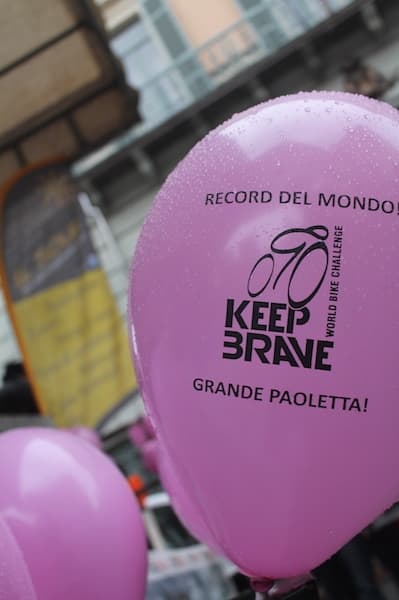 RECORD DEL MONDO!
WORLD BIKE CHALLENGE
KEEP
BRAVE
GRANDE PAOLETTA!